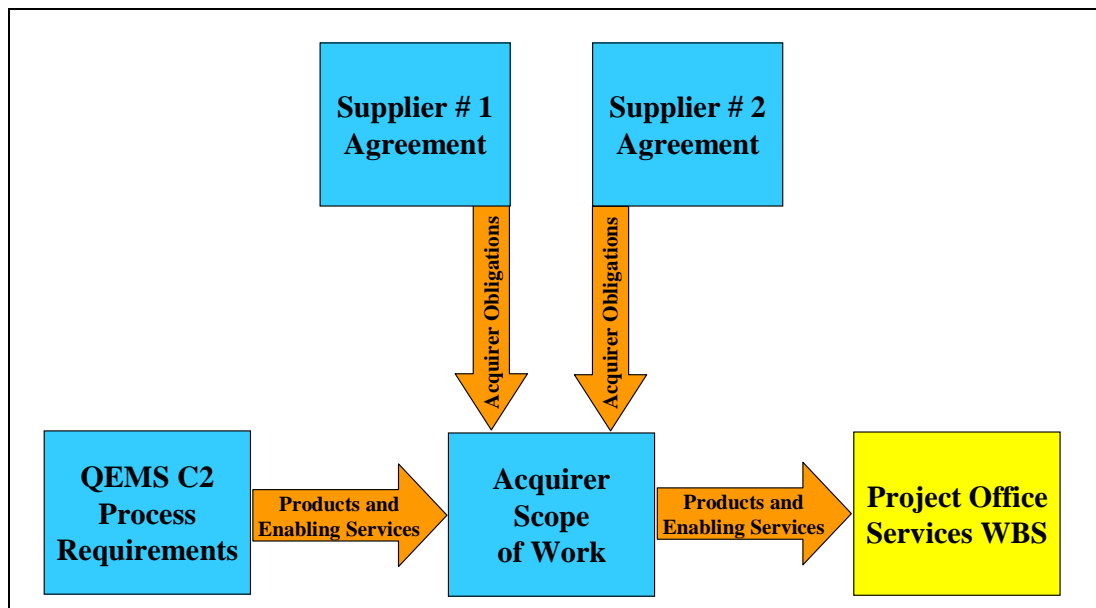 Supplier # 1
Agreement
Supplier # 2
Agreement
Acquirer Obligations
Acquirer Obligations
QEMS C2
Process
Requirements
Products and
Enabling Services
Acquirer
Scope
of Work
Products and
Enabling Services
Project Office
Services WBS